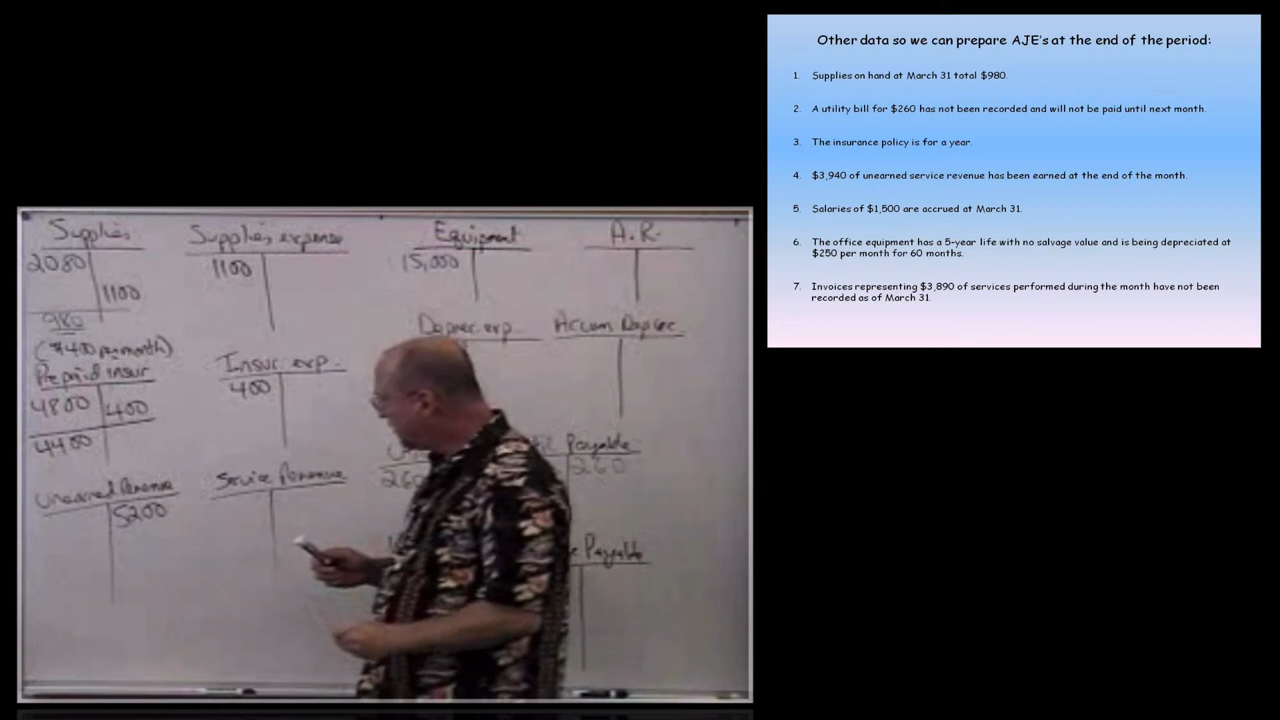 Other data so we can prepare AJE's at the end of the period:
1. Supplies on hand at March 31 total $980.
2. A utility bill for $260 has not been recorded and will not be paid until next month.
3. The insurance policy is for a year.
4. $3,940 of unearned service revenue has been earned at the end of the month.
5. Salaries of $1,500 are accrued at March 31.
6. The office equipment has a 5-year life with no salvage value and is being depreciated at
$250 per month for 60 months.
7. Invoices representing $3,890 of services performed during the month have not been
recorded as of March 31.
Supplies
2080
1100
980
($400 per month)
Prepaid insur
4800 400
4400
Unearned Revenue
5200
Supplies expense
1100
Insur. exp.
400
Service Revenue
Equipment
15,000
A.R.
Deprec exp.
Accum Deprec.
Payable
260 260
Payable